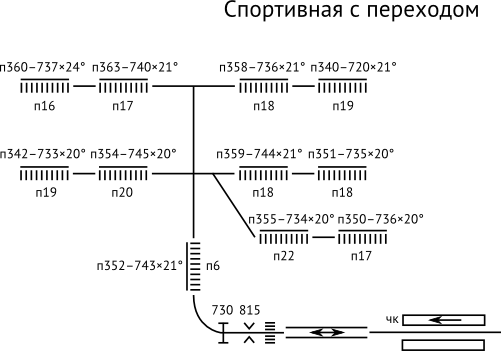 Спортивная с переходом
п360–737×24° п363–740×21° п358–736×21° п340–720×21°
п16 п17 п18 п19
п342–733×20° п354–745×20° п359–744×21° п351–735×20°
п19 п20 п18 п18
п355–734×20° п350–736×20°
п22 п17
п352–743×21° п6
730 815
чк